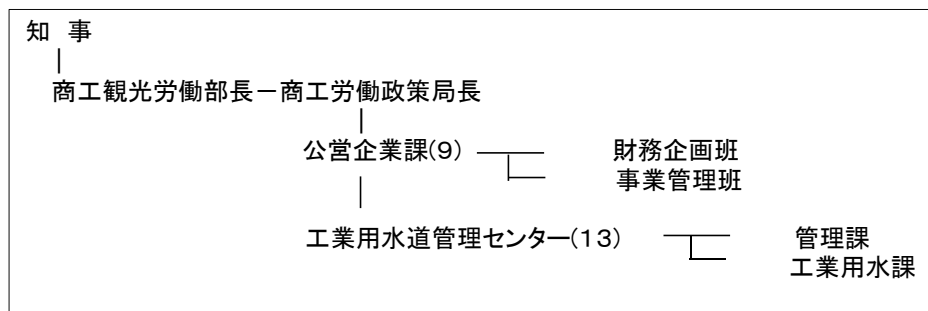 知 事
商工観光労働部長－商工労働政策局長
公営企業課(9) 財務企画班
事業管理班
工業用水道管理センター(13) 管理課
工業用水課